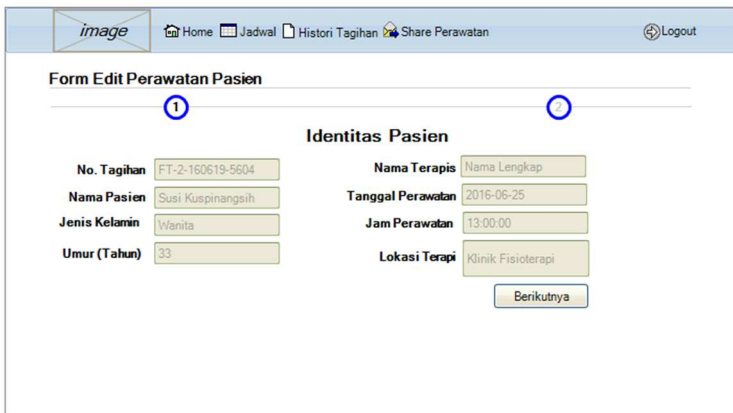 image Home Jadwal Histori Tagihan Share Perawatan Logout
Form Edit Perawatan Pasien
1 2
Identitas Pasien
No. Tagihan FT-2-160619-5604 Nama Terapis Nama Lengkap
Nama Pasien Susi Kuspinangsih Tanggal Perawatan 2016-06-25
Jenis Kelamin Wanita Jam Perawatan 13:00:00
Umur (Tahun) 33 Lokasi Terapi Klinik Fisioterapi
Berikutnya